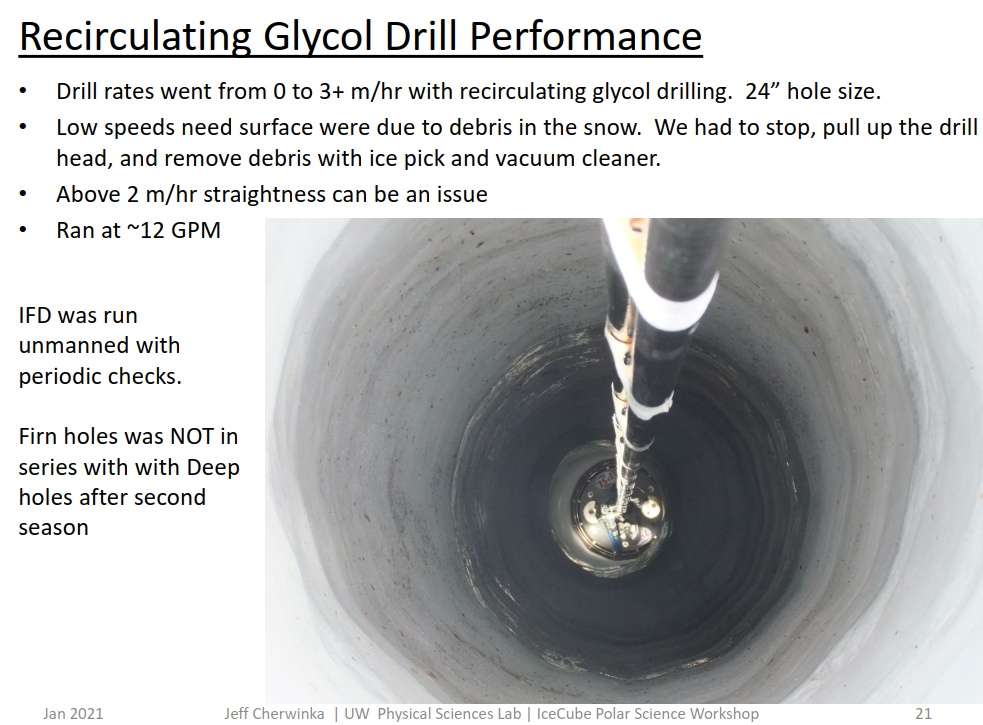 Recirculating Glycol Drill Performance
• Drill rates went from 0 to 3+ m/hr with recirculating glycol drilling.  24” hole size.
• Low speeds need surface were due to debris in the snow.  We had to stop, pull up the drill
head, and remove debris with ice pick and vacuum cleaner.
• Above 2 m/hr straightness can be an issue
• Ran at ~12 GPM
IFD was run
unmanned with
periodic checks.
Firn holes was NOT in
series with with Deep
holes after second
season
Jan 2021
Jeff Cherwinka | UW Physical Sciences Lab | IceCube Polar Science Workshop
21